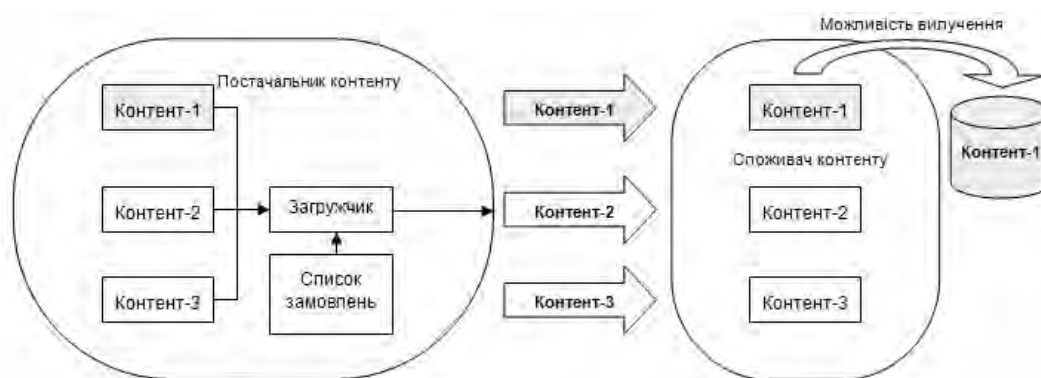 Можливість вилучення
Постачальник контенту
Контент-1
Контент-2
Контент-3
Загружчик
Список
замовлень
Контент-1
Контент-2
Контент-3
Контент-1
Споживач контенту
Контент-2
Контент-3
Контент-1